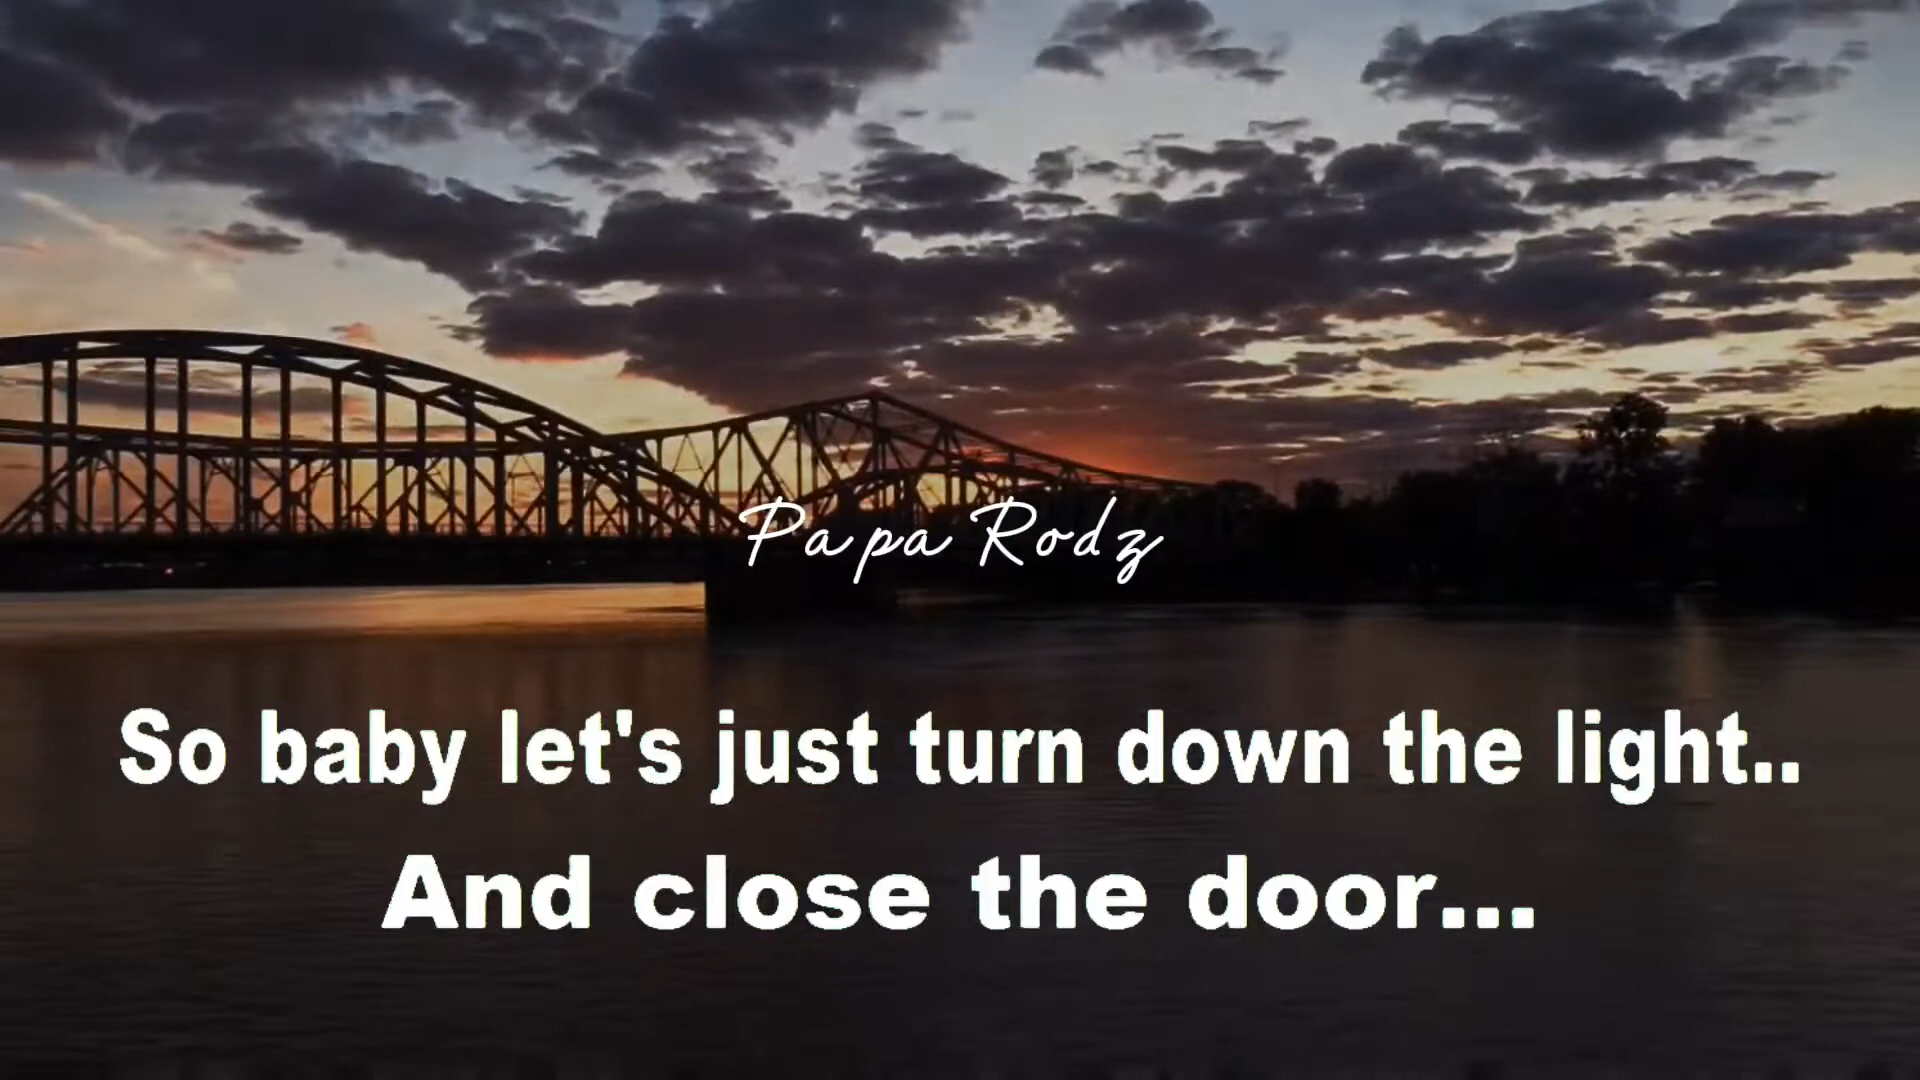 Papa Rodz
So baby let's just turn down the light..
And close the door...